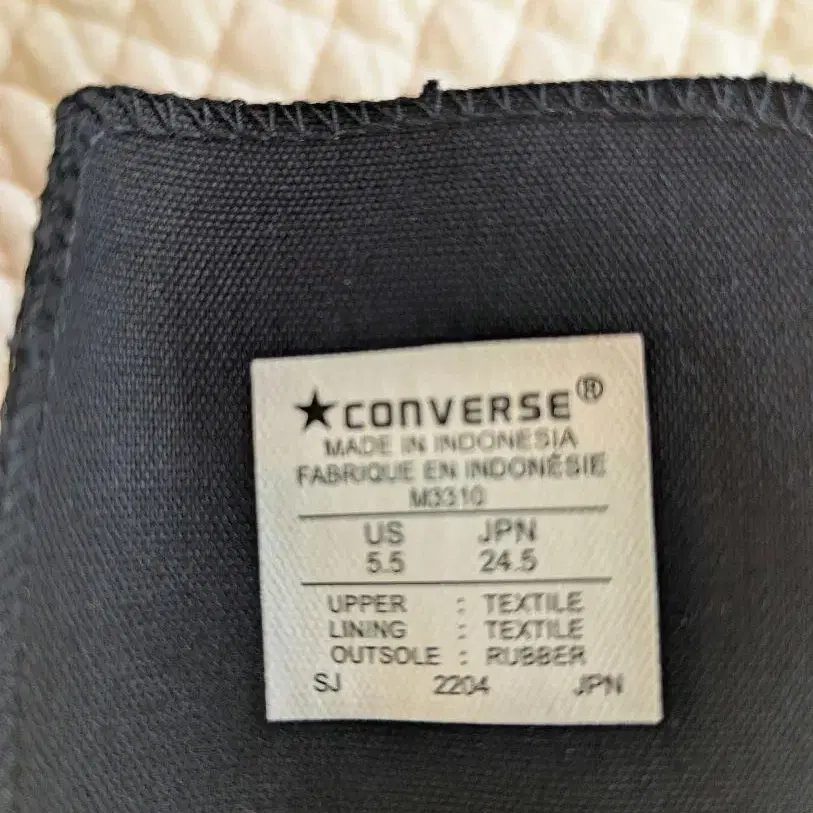 ★CONVERSE®
MADE IN INDONESIA
FABRIQUE EN INDONÉSIE
M3310
US JPN
5.5 24.5
UPPER : TEXTILE
LINING : TEXTILE
OUTSOLE : RUBBER
SJ 2204 JPN